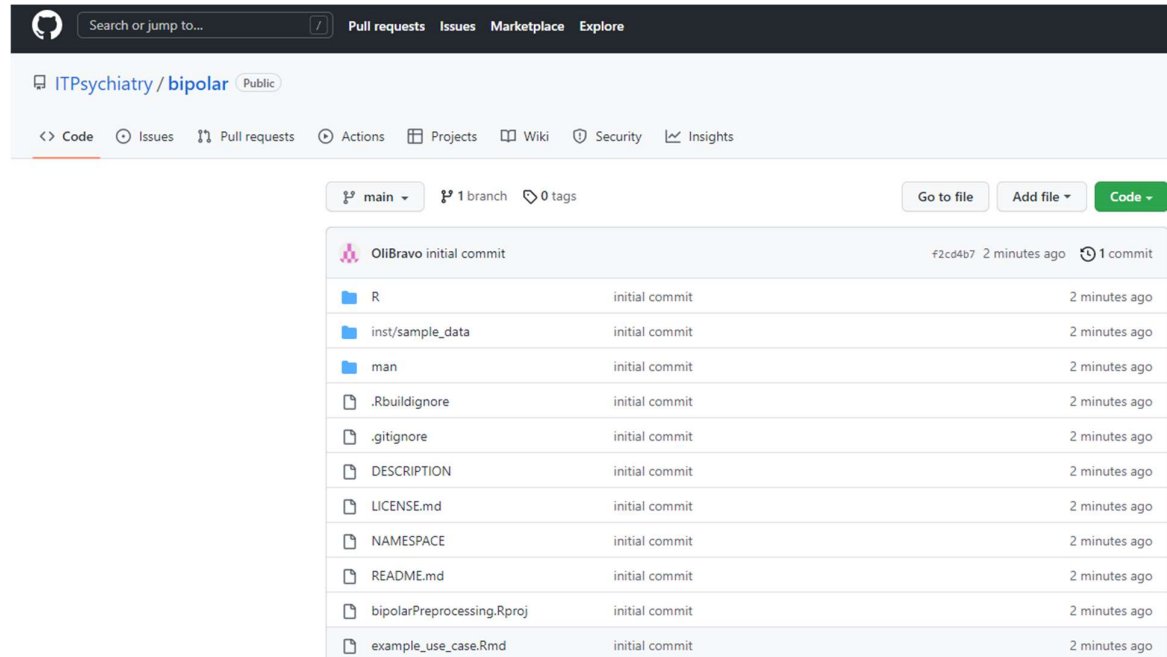 Search or jump to... / Pull requests Issues Marketplace Explore
ITPsychiatry / bipolar Public
<> Code Issues Pull requests Actions Projects Wiki Security Insights
main 1 branch 0 tags Go to file Add file Code
OliBravo initial commit f2cd4b7 2 minutes ago 1 commit
R initial commit 2 minutes ago
inst/sample_data initial commit 2 minutes ago
man initial commit 2 minutes ago
.Rbuildignore initial commit 2 minutes ago
.gitignore initial commit 2 minutes ago
DESCRIPTION initial commit 2 minutes ago
LICENSE.md initial commit 2 minutes ago
NAMESPACE initial commit 2 minutes ago
README.md initial commit 2 minutes ago
bipolarPreprocessing.Rproj initial commit 2 minutes ago
example_use_case.Rmd initial commit 2 minutes ago